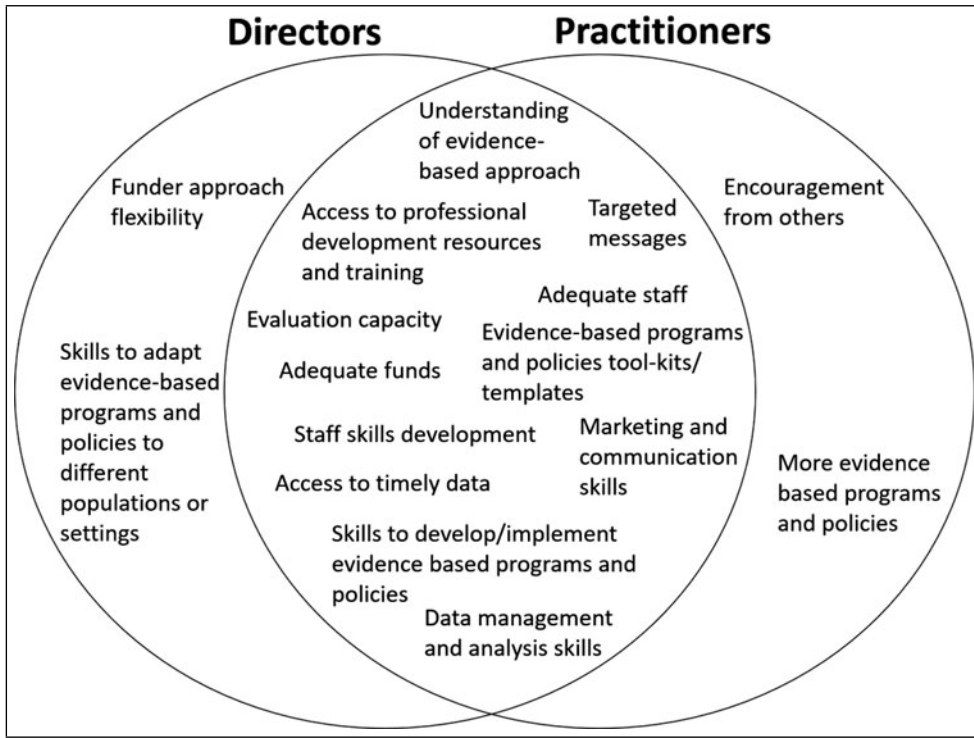 Directors
Practitioners
Understanding
of evidence-
based approach
Funder approach
flexibility
Encouragement
from others
Access to professional
development resources
and training
Targeted
messages
Adequate staff
Evaluation capacity
Evidence-based programs
and policies tool-kits/
templates
Skills to adapt
evidence-based
programs and
policies to
different
populations or
settings
Adequate funds
Staff skills development
Marketing and
communication
skills
Access to timely data
More evidence
based programs
and policies
Skills to develop/implement
evidence based programs and
policies
Data management
and analysis skills